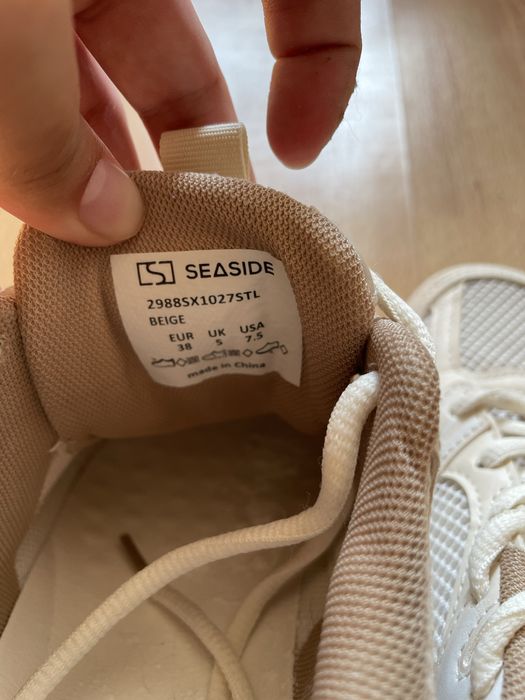 SEASIDE
2988SX1027STL
BEIGE
EUR UK USA
38 5 7.5
made in China